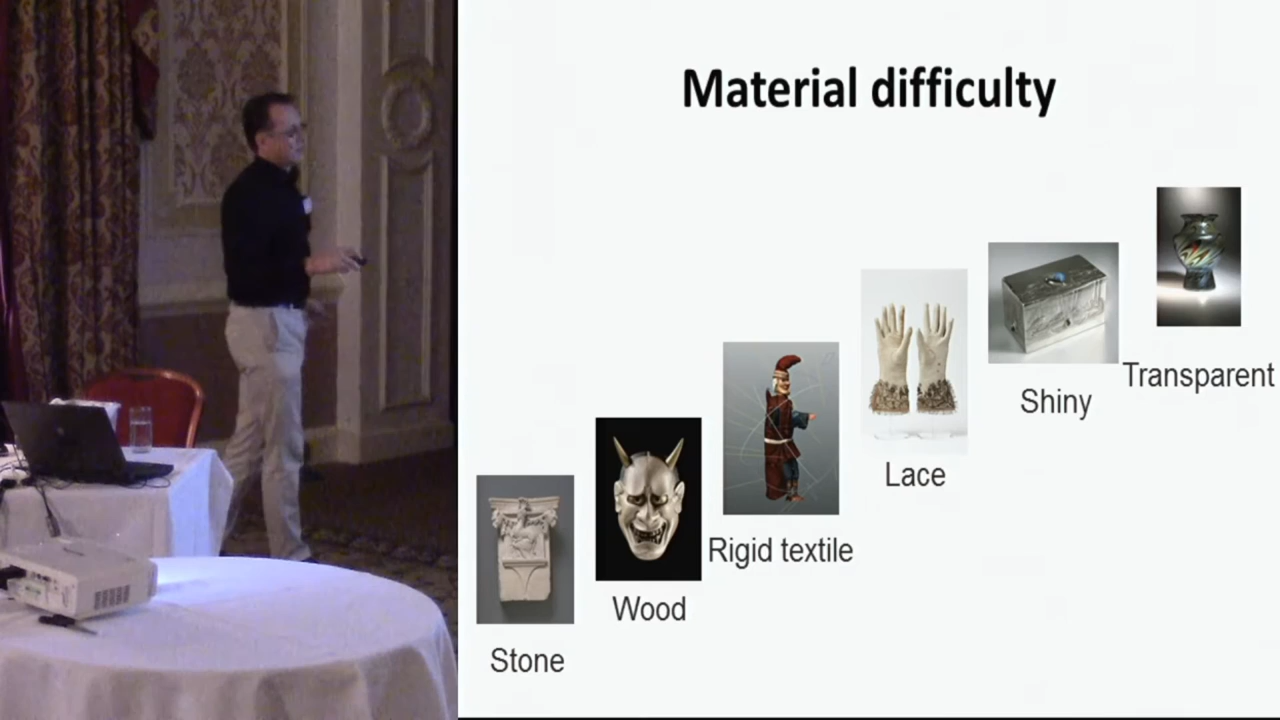 Material difficulty
Transparent
Shiny
Lace
Rigid textile
Wood
Stone